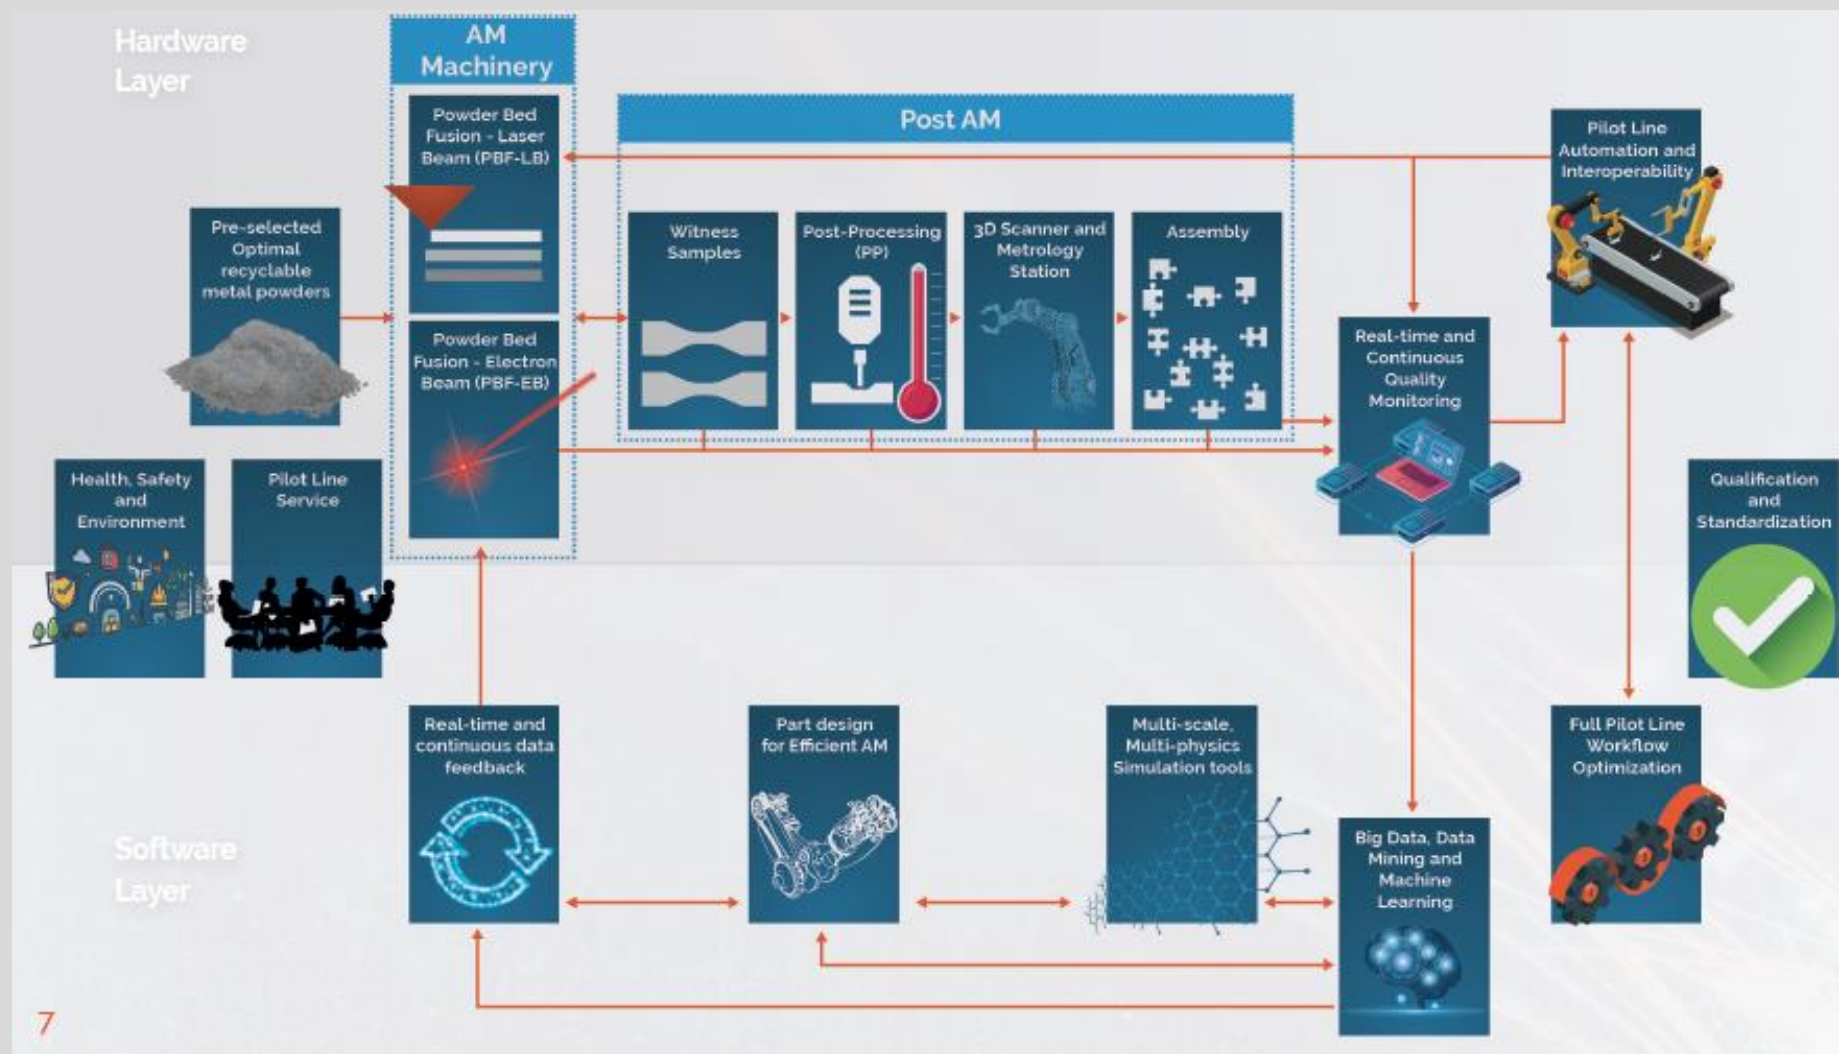 Hardware
Layer
AM
Machinery
Powder Bed
Fusion - Laser
Beam (PBF-LB)
Post AM
Pilot Line
Automation and
Interoperability
Pre-selected
Optimal
recyclable
metal powders
Witness
Samples
Post-Processing
(PP)
3D Scanner and
Metrology
Station
Assembly
Powder Bed
Fusion - Electron
Beam (PBF-EB)
Real-time and
Continuous
Quality
Monitoring
Health, Safety
and
Environment
Pilot Line
Service
Qualification
and
Standardization
Real-time and
continuous data
feedback
Part design
for Efficient AM
Multi-scale,
Multi-physics
Simulation tools
Full Pilot Line
Workflow
Optimization
Software
Layer
Big Data, Data
Mining and
Machine
Learning
7